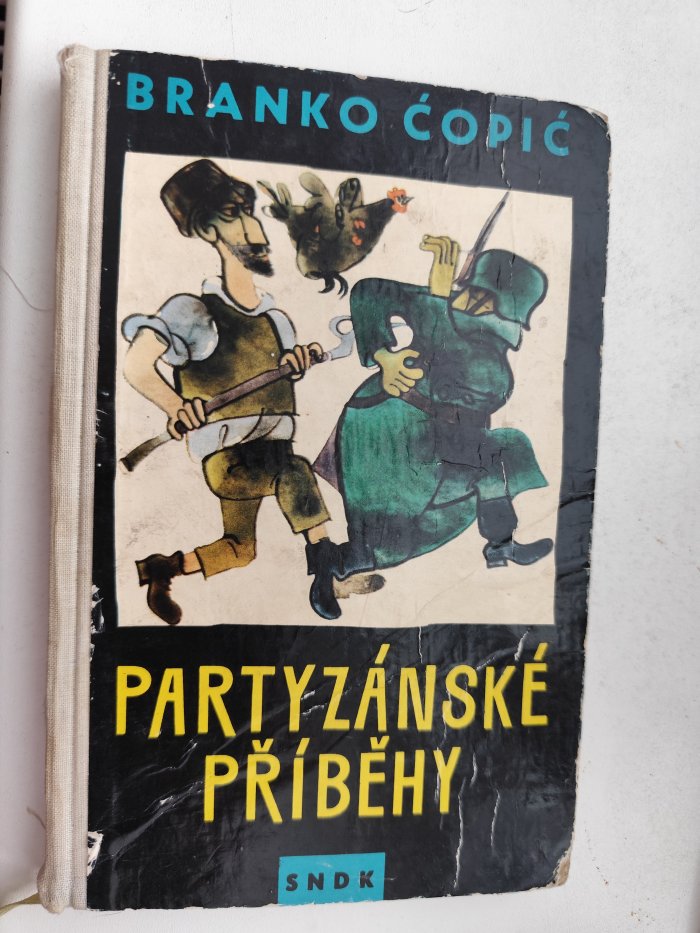 BRANKO ĆOPIĆ
PARTYZÁNSKÉ
PŘÍBĚHY
SNDK